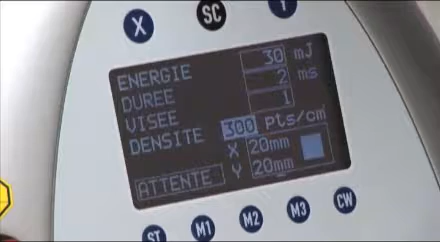 X SC Y
ENERGIE 30 mJ
DUREE 2 ms
VISEE 1
DENSITE 300 Pts/cm²
X 20mm
Y 20mm
ATTENTE
ST M1 M2 M3 CW